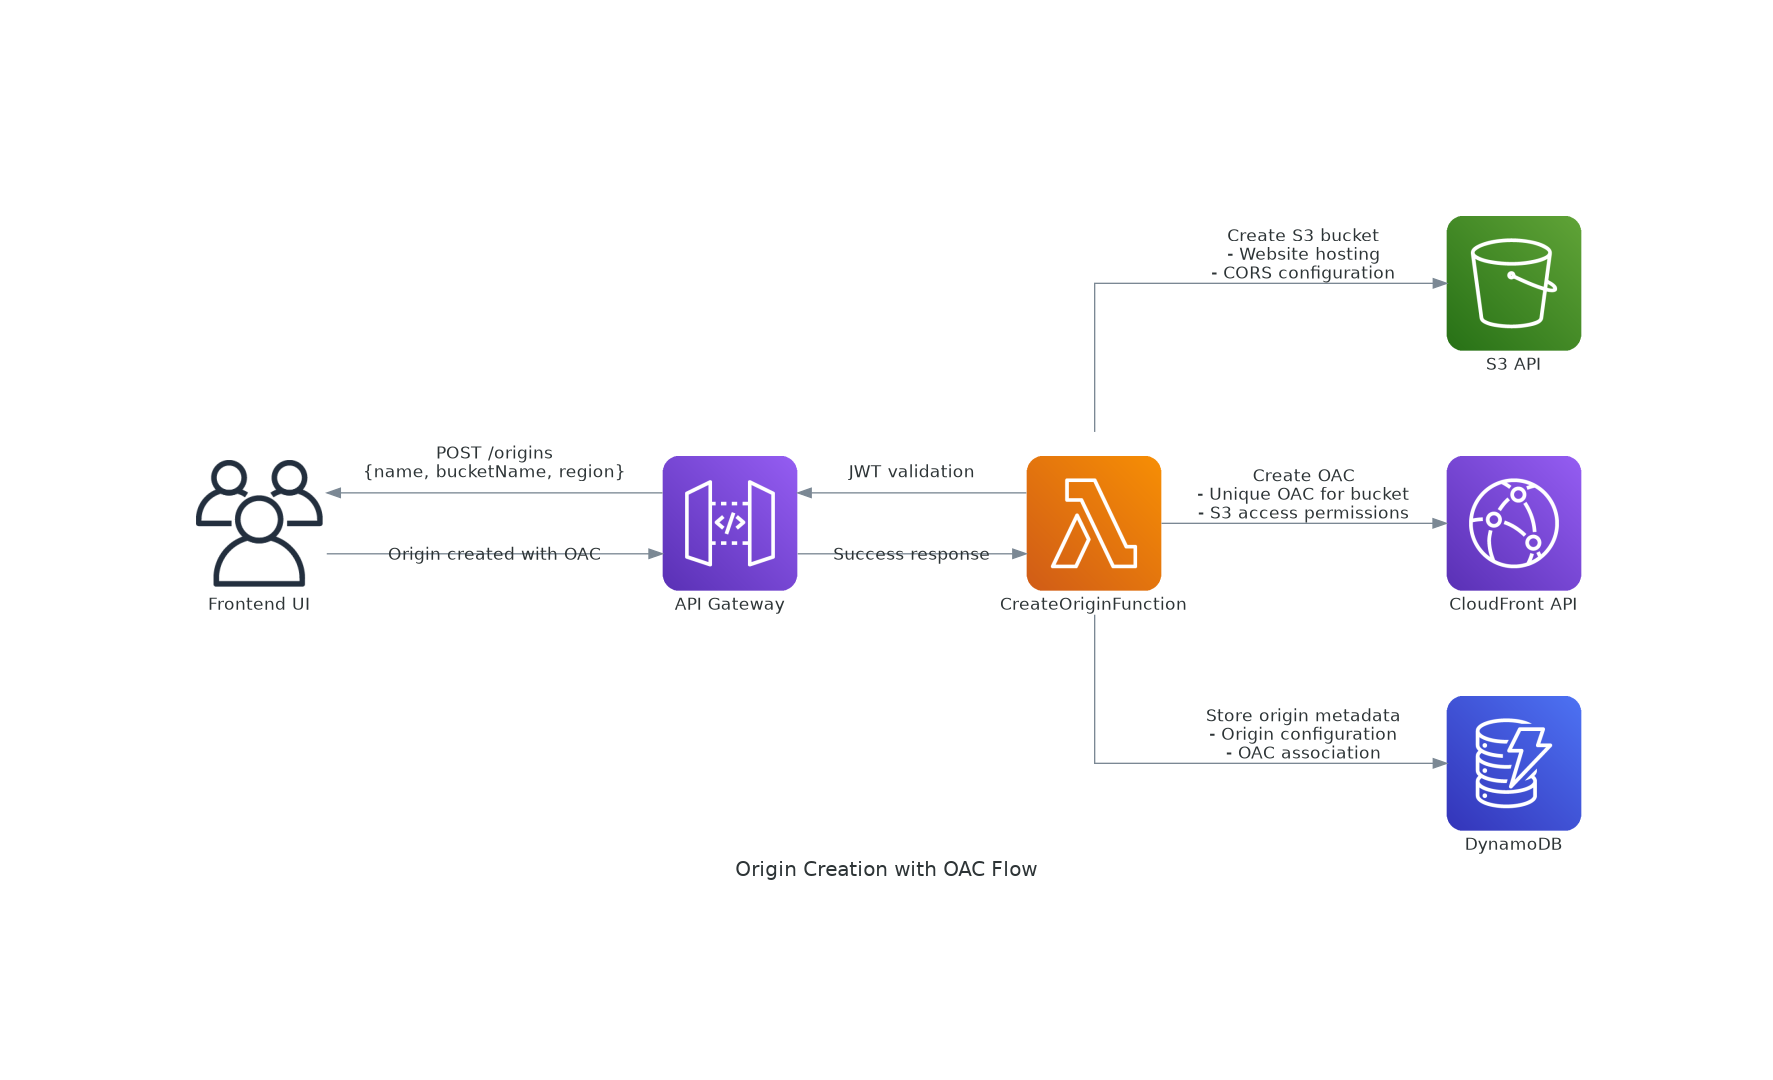 Create S3 bucket
- Website hosting
- CORS configuration
S3 API
POST /origins
{name, bucketName, region}
JWT validation
Create OAC
- Unique OAC for bucket
- S3 access permissions
Origin created with OAC
Success response
Frontend UI
API Gateway
CreateOriginFunction
CloudFront API
Store origin metadata
- Origin configuration
- OAC association
DynamoDB
Origin Creation with OAC Flow